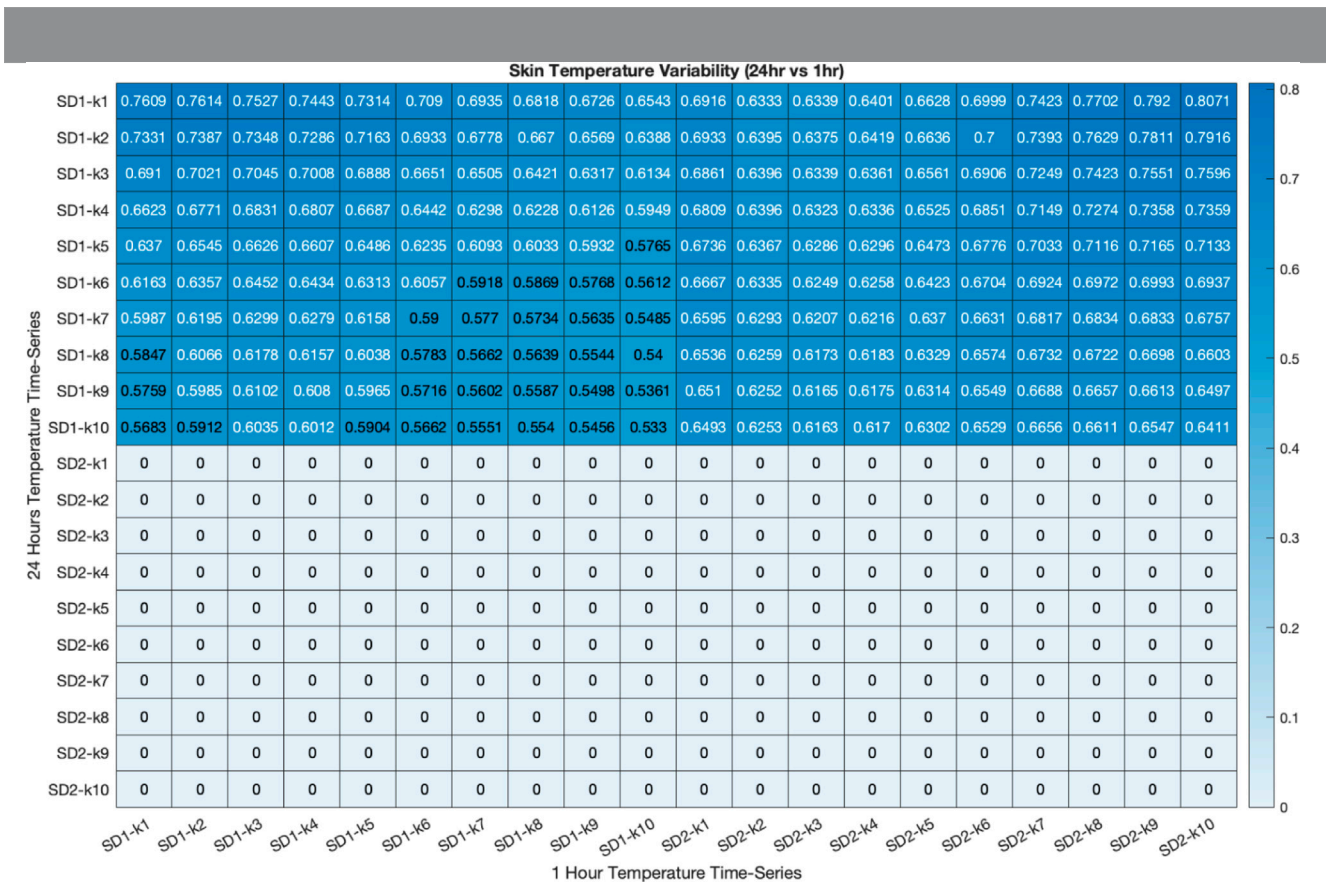 Skin Temperature Variability (24hr vs 1hr)
SD1-k1 0.7609 0.7614 0.7527 0.7443 0.7314 0.709 0.6935 0.6818 0.6726 0.6543 0.6916 0.6333 0.6339 0.6401 0.6628 0.6999 0.7423 0.7702 0.792 0.8071
SD1-k2 0.7331 0.7387 0.7348 0.7286 0.7163 0.6933 0.6778 0.667 0.6569 0.6388 0.6933 0.6395 0.6375 0.6419 0.6636 0.7 0.7393 0.7629 0.7811 0.7916
SD1-k3 0.691 0.7021 0.7045 0.7008 0.6888 0.6651 0.6505 0.6421 0.6317 0.6134 0.6861 0.6396 0.6339 0.6361 0.6561 0.6906 0.7249 0.7423 0.7551 0.7596
SD1-k4 0.6623 0.6771 0.6831 0.6807 0.6687 0.6442 0.6298 0.6228 0.6126 0.5949 0.6809 0.6396 0.6323 0.6336 0.6525 0.6851 0.7149 0.7274 0.7358 0.7359
SD1-k5 0.637 0.6545 0.6626 0.6607 0.6486 0.6235 0.6093 0.6033 0.5932 0.5765 0.6736 0.6367 0.6286 0.6296 0.6473 0.6776 0.7033 0.7116 0.7165 0.7133
SD1-k6 0.6163 0.6357 0.6452 0.6434 0.6313 0.6057 0.5918 0.5869 0.5768 0.5612 0.6667 0.6335 0.6249 0.6258 0.6423 0.6704 0.6924 0.6972 0.6993 0.6937
SD1-k7 0.5987 0.6195 0.6299 0.6279 0.6158 0.59 0.577 0.5734 0.5635 0.5485 0.6595 0.6293 0.6207 0.6216 0.637 0.6631 0.6817 0.6834 0.6833 0.6757
SD1-k8 0.5847 0.6066 0.6178 0.6157 0.6038 0.5783 0.5662 0.5639 0.5544 0.54 0.6536 0.6259 0.6173 0.6183 0.6329 0.6574 0.6732 0.6722 0.6698 0.6603
SD1-k9 0.5759 0.5985 0.6102 0.608 0.5965 0.5716 0.5602 0.5587 0.5498 0.5361 0.651 0.6252 0.6165 0.6175 0.6314 0.6549 0.6688 0.6657 0.6613 0.6497
SD1-k10 0.5683 0.5912 0.6035 0.6012 0.5904 0.5662 0.5551 0.554 0.5456 0.533 0.6493 0.6253 0.6163 0.617 0.6302 0.6529 0.6656 0.6611 0.6547 0.6411
SD2-k1 0 0 0 0 0 0 0 0 0 0 0 0 0 0 0 0 0 0 0 0
SD2-k2 0 0 0 0 0 0 0 0 0 0 0 0 0 0 0 0 0 0 0 0
SD2-k3 0 0 0 0 0 0 0 0 0 0 0 0 0 0 0 0 0 0 0 0
SD2-k4 0 0 0 0 0 0 0 0 0 0 0 0 0 0 0 0 0 0 0 0
SD2-k5 0 0 0 0 0 0 0 0 0 0 0 0 0 0 0 0 0 0 0 0
SD2-k6 0 0 0 0 0 0 0 0 0 0 0 0 0 0 0 0 0 0 0 0
SD2-k7 0 0 0 0 0 0 0 0 0 0 0 0 0 0 0 0 0 0 0 0
SD2-k8 0 0 0 0 0 0 0 0 0 0 0 0 0 0 0 0 0 0 0 0
SD2-k9 0 0 0 0 0 0 0 0 0 0 0 0 0 0 0 0 0 0 0 0
SD2-k10 0 0 0 0 0 0 0 0 0 0 0 0 0 0 0 0 0 0 0 0
SD1-k1 SD1-k2 SD1-k3 SD1-k4 SD1-k5 SD1-k6 SD1-k7 SD1-k8 SD1-k9 SD1-k10 SD2-k1 SD2-k2 SD2-k3 SD2-k4 SD2-k5 SD2-k6 SD2-k7 SD2-k8 SD2-k9 SD2-k10
1 Hour Temperature Time-Series
24 Hours Temperature Time-Series
0.8
0.7
0.6
0.5
0.4
0.3
0.2
0.1
0